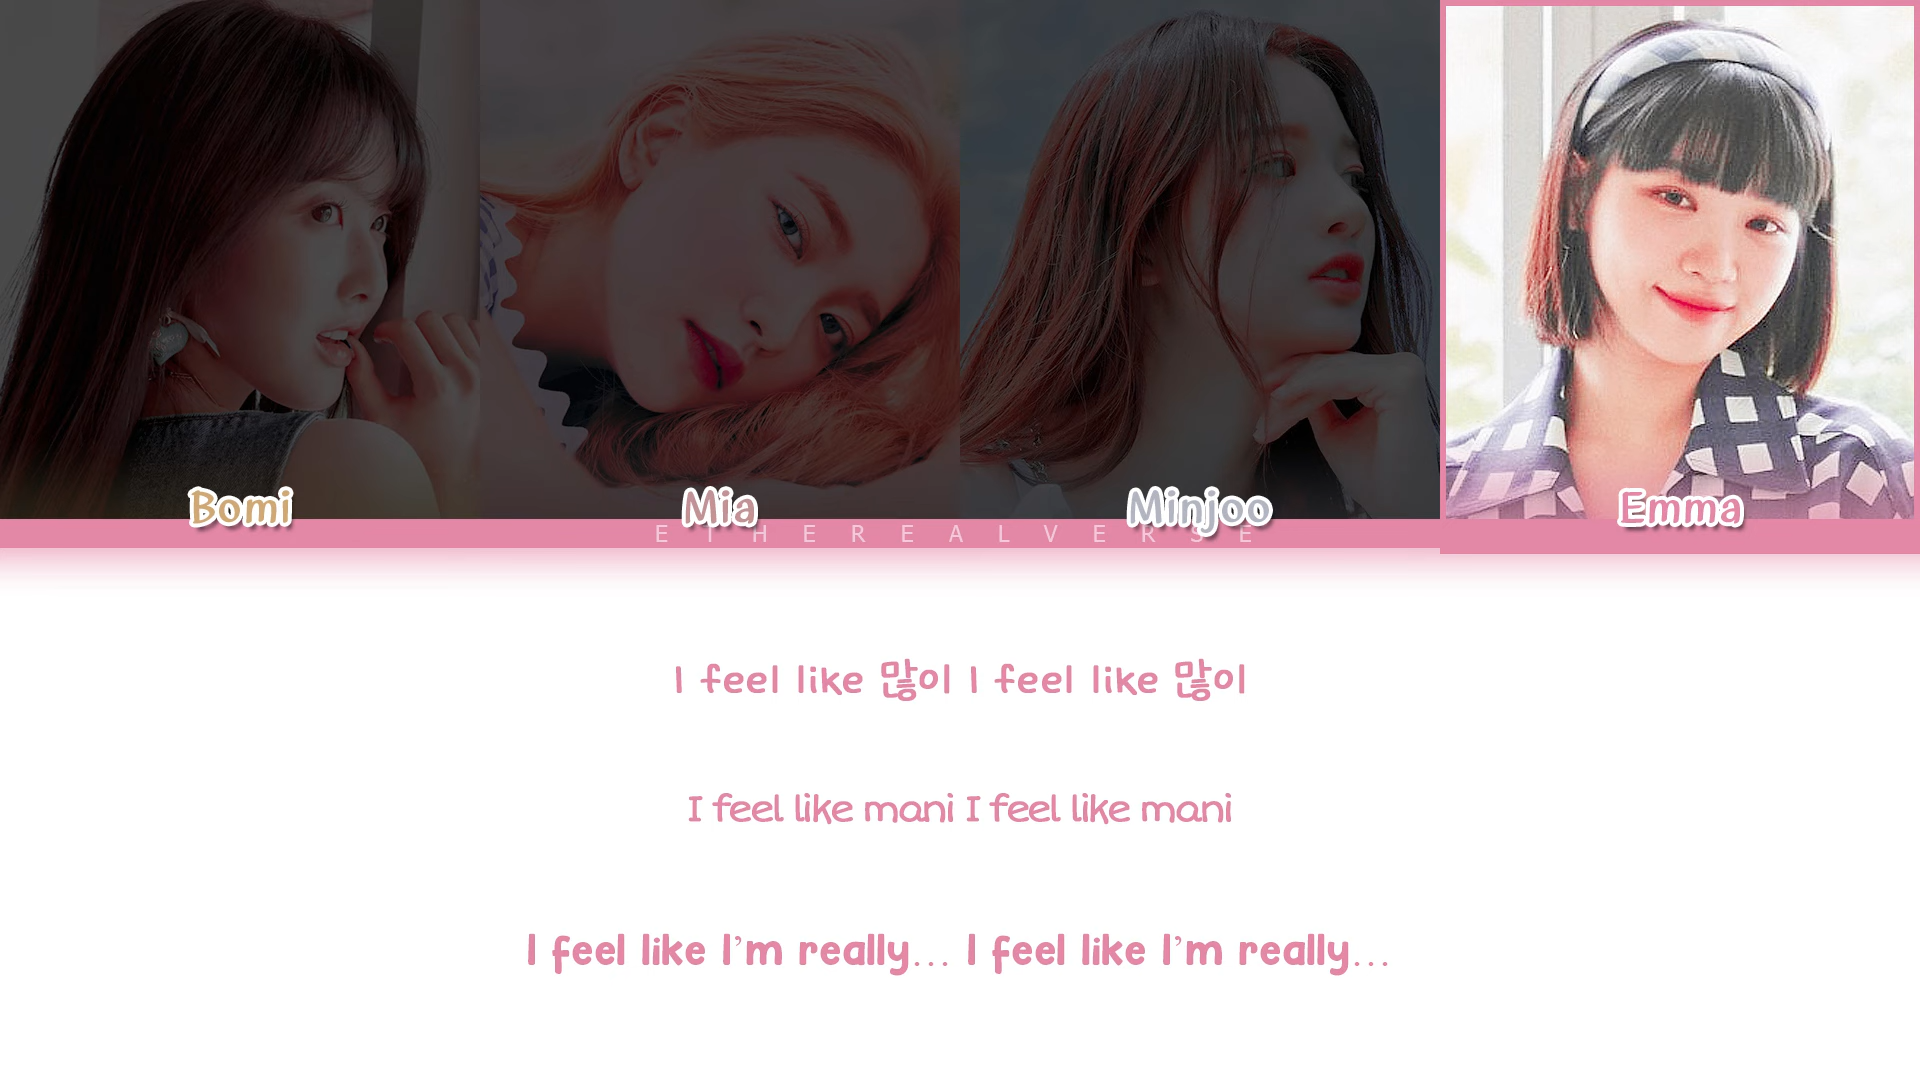 Bomi
Mia
Minjoo
Emma
ETHEREALVERSE
I feel like 많이 I feel like 많이
I feel like mani I feel like mani
I feel like I'm really... I feel like I'm really...